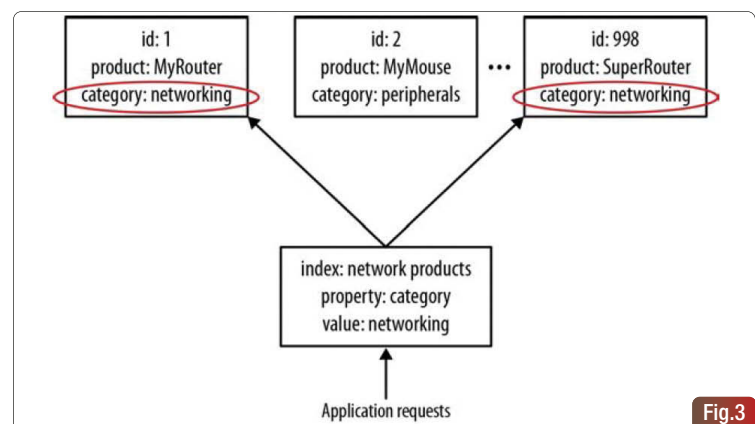 id: 1
product: MyRouter
category: networking
id: 2
product: MyMouse
category: peripherals
...
id: 998
product: SuperRouter
category: networking
index: network products
property: category
value: networking
Application requests
Fig.3